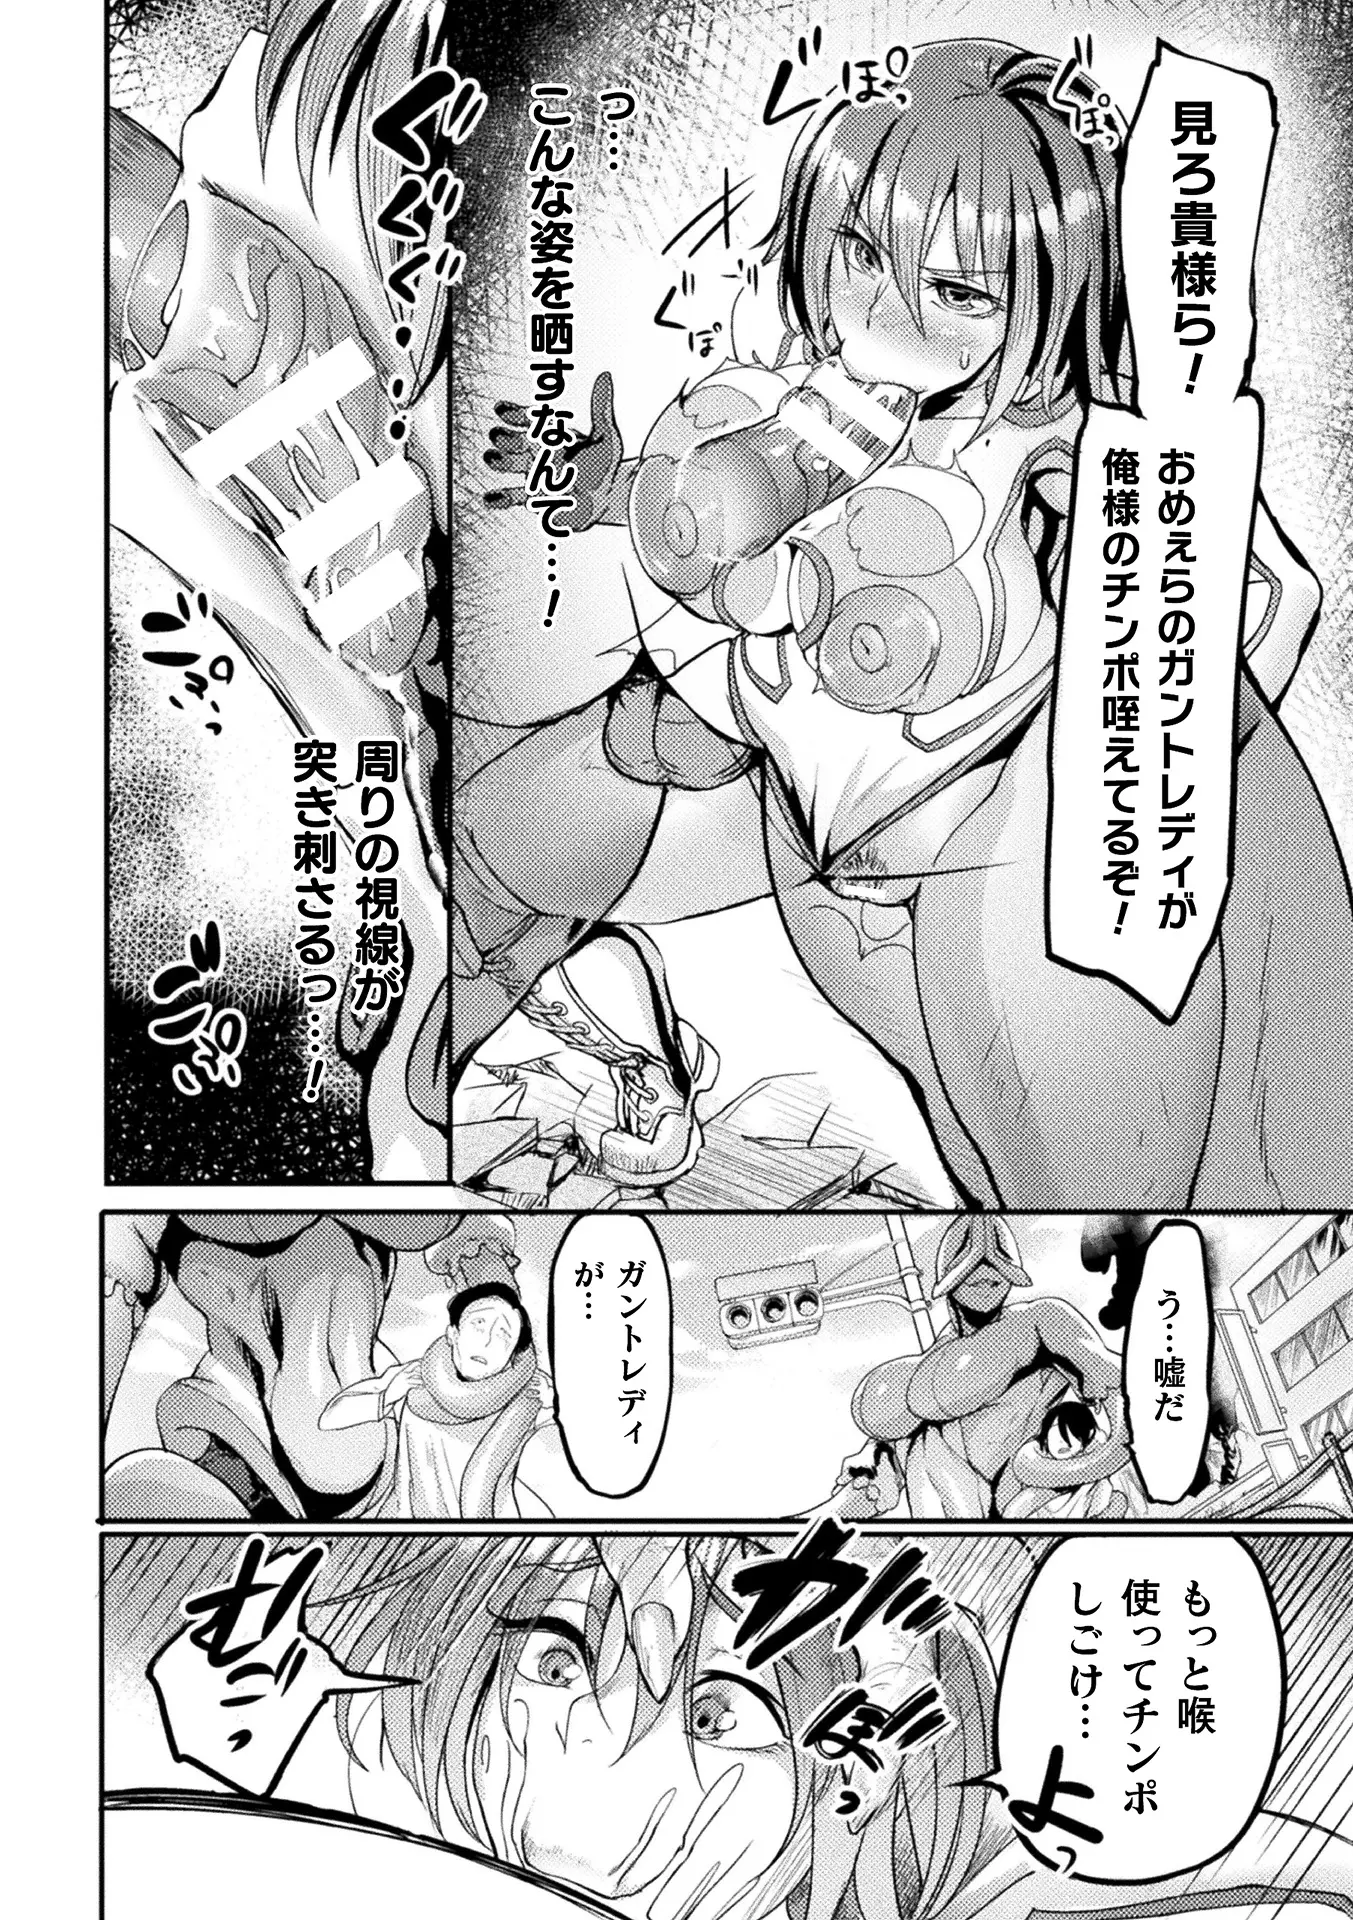 見ろ貴様ら！
おめぇらのガントレディが
俺様のチンポ咥えてるぞ！
ぐぽっ
ぐぽっ
ぐぽ
っ…
こんな姿を晒すなんて…！
ぐぐぐ…
周りの視線が
突き刺さるっ…！
う…嘘だ
ガントレディ
が…
もっと喉
使ってチンポ
しごけ…
よっ